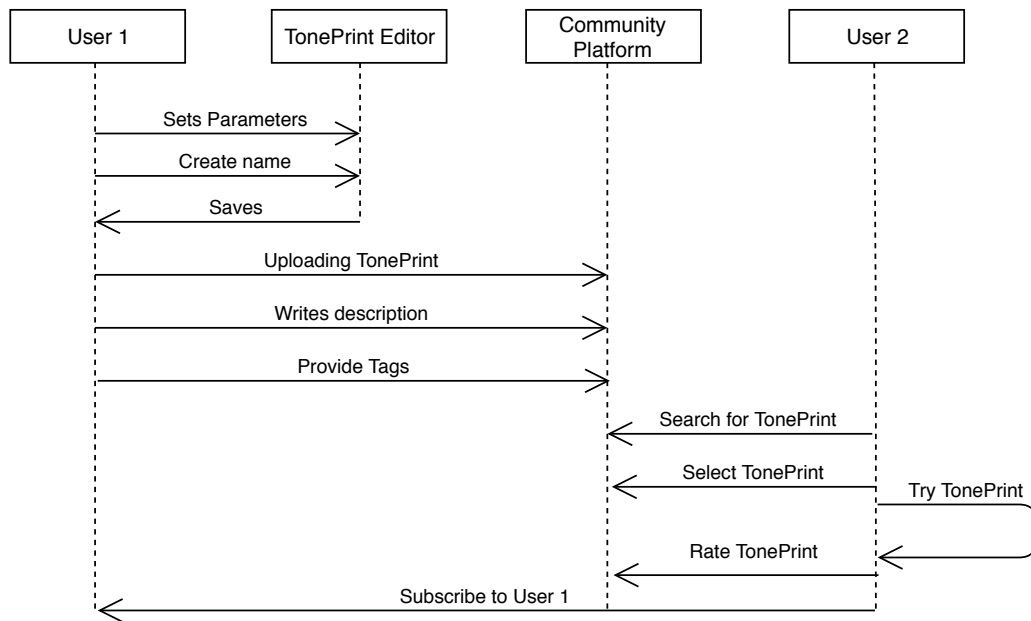 User 1
TonePrint Editor
Community
Platform
User 2
Sets Parameters
Create name
Saves
Uploading TonePrint
Writes description
Provide Tags
Search for TonePrint
Select TonePrint
Try TonePrint
Rate TonePrint
Subscribe to User 1